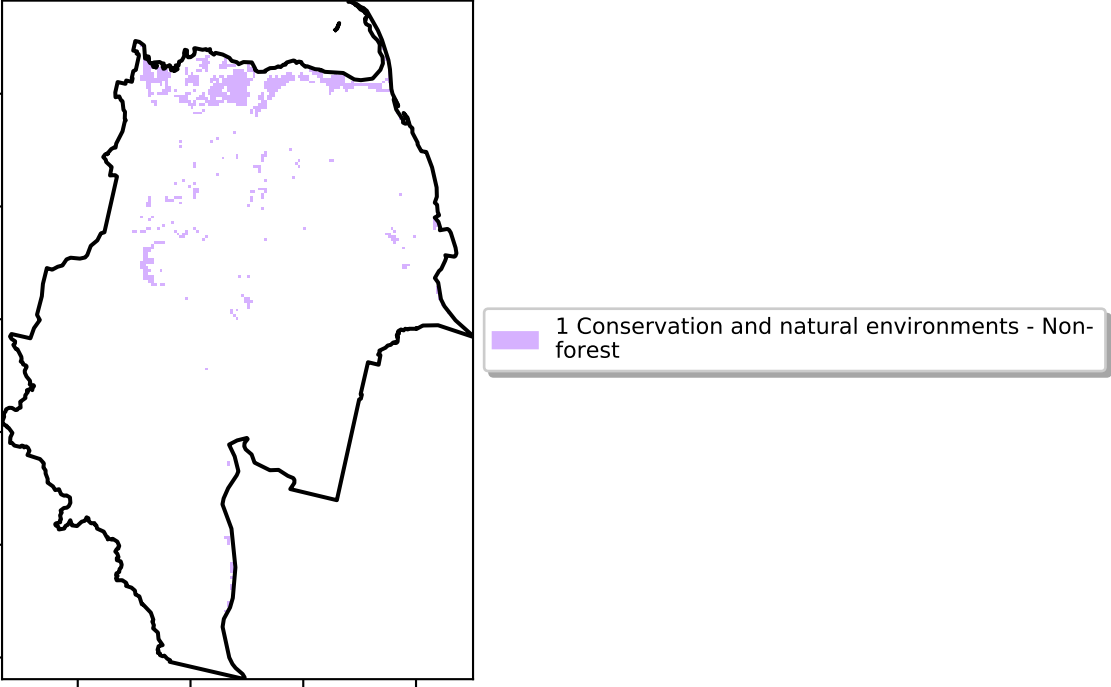 1 Conservation and natural environments - Non-
forest